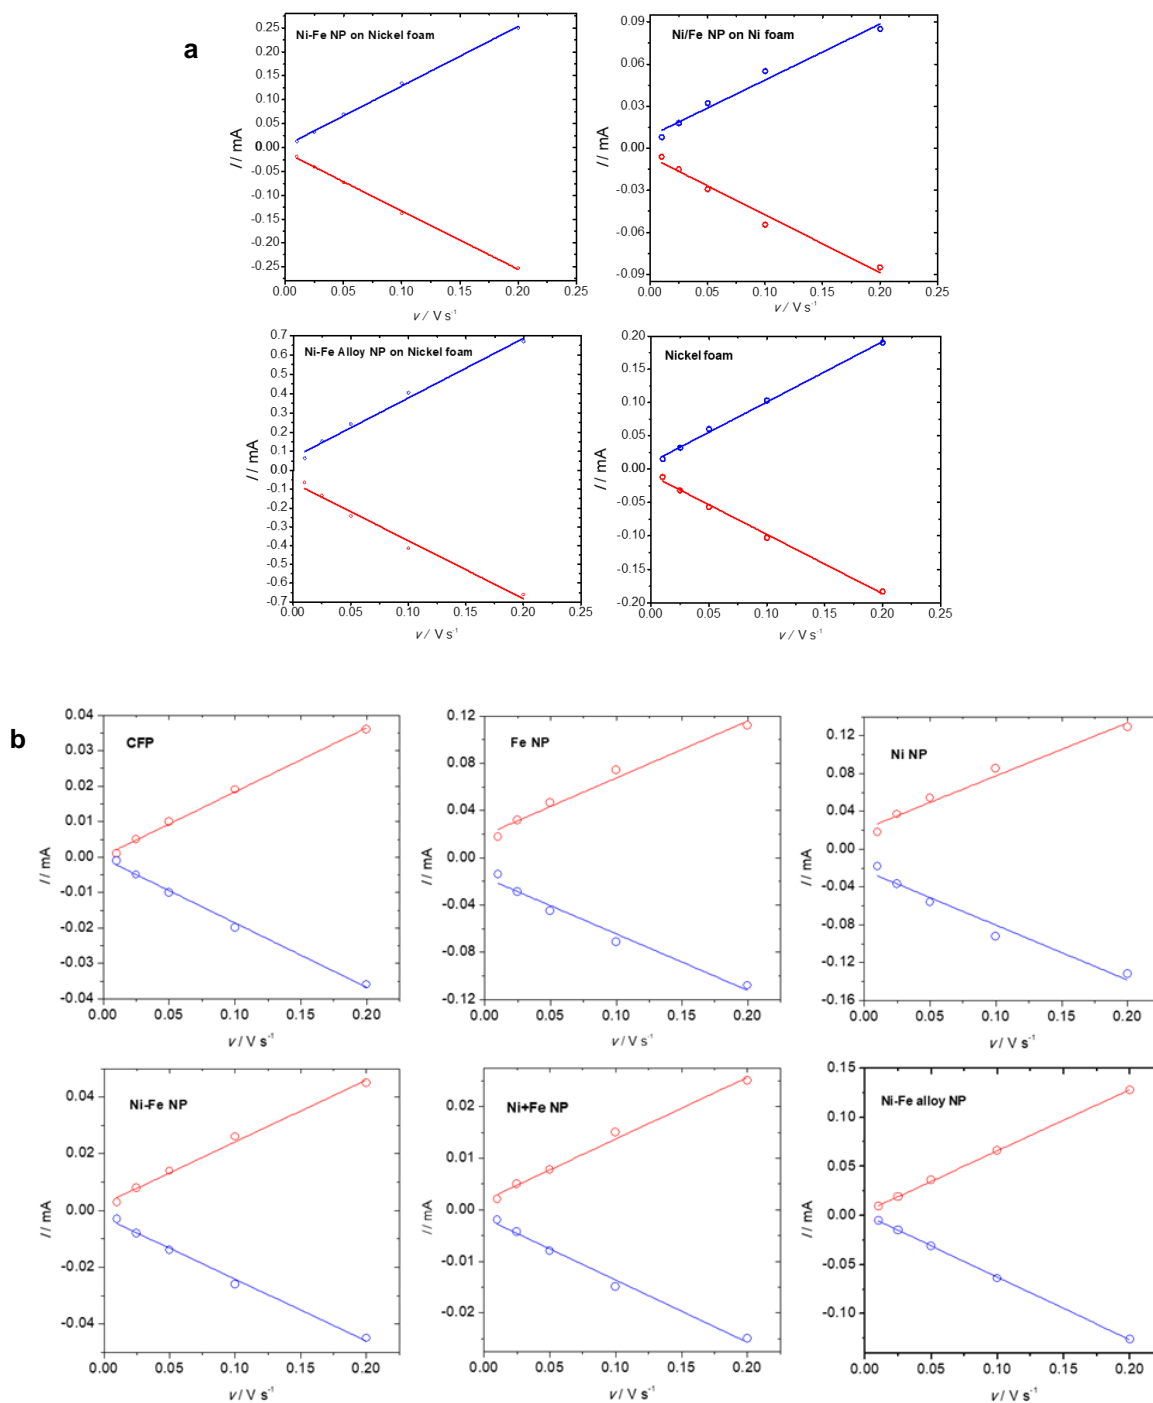 a
Ni-Fe NP on Nickel foam
0.25
0.20
0.15
0.10
0.05
0.00
-0.05
-0.10
-0.15
-0.20
-0.25
I / mA
0.00 0.05 0.10 0.15 0.20 0.25
v / V s⁻¹
Ni/Fe NP on Ni foam
0.09
0.06
0.03
0.00
-0.03
-0.06
-0.09
I / mA
0.00 0.05 0.10 0.15 0.20 0.25
v / V s⁻¹
Ni-Fe Alloy NP on Nickel foam
0.7
0.6
0.5
0.4
0.3
0.2
0.1
0.0
-0.1
-0.2
-0.3
-0.4
-0.5
-0.6
-0.7
I / mA
0.00 0.05 0.10 0.15 0.20 0.25
v / V s⁻¹
Nickel foam
0.20
0.15
0.10
0.05
0.00
-0.05
-0.10
-0.15
-0.20
I / mA
0.00 0.05 0.10 0.15 0.20 0.25
v / V s⁻¹
b
CFP
0.04
0.03
0.02
0.01
0.00
-0.01
-0.02
-0.03
-0.04
I / mA
0.00 0.05 0.10 0.15 0.20
v / V s⁻¹
Fe NP
0.12
0.08
0.04
0.00
-0.04
-0.08
-0.12
I / mA
0.00 0.05 0.10 0.15 0.20
v / V s⁻¹
Ni NP
0.12
0.08
0.04
0.00
-0.04
-0.08
-0.12
-0.16
I / mA
0.00 0.05 0.10 0.15 0.20
v / V s⁻¹
Ni-Fe NP
0.04
0.02
0.00
-0.02
-0.04
I / mA
0.00 0.05 0.10 0.15 0.20
v / V s⁻¹
Ni+Fe NP
0.02
0.01
0.00
-0.01
-0.02
I / mA
0.00 0.05 0.10 0.15 0.20
v / V s⁻¹
Ni-Fe alloy NP
0.15
0.10
0.05
0.00
-0.05
-0.10
I / mA
0.00 0.05 0.10 0.15 0.20
v / V s⁻¹